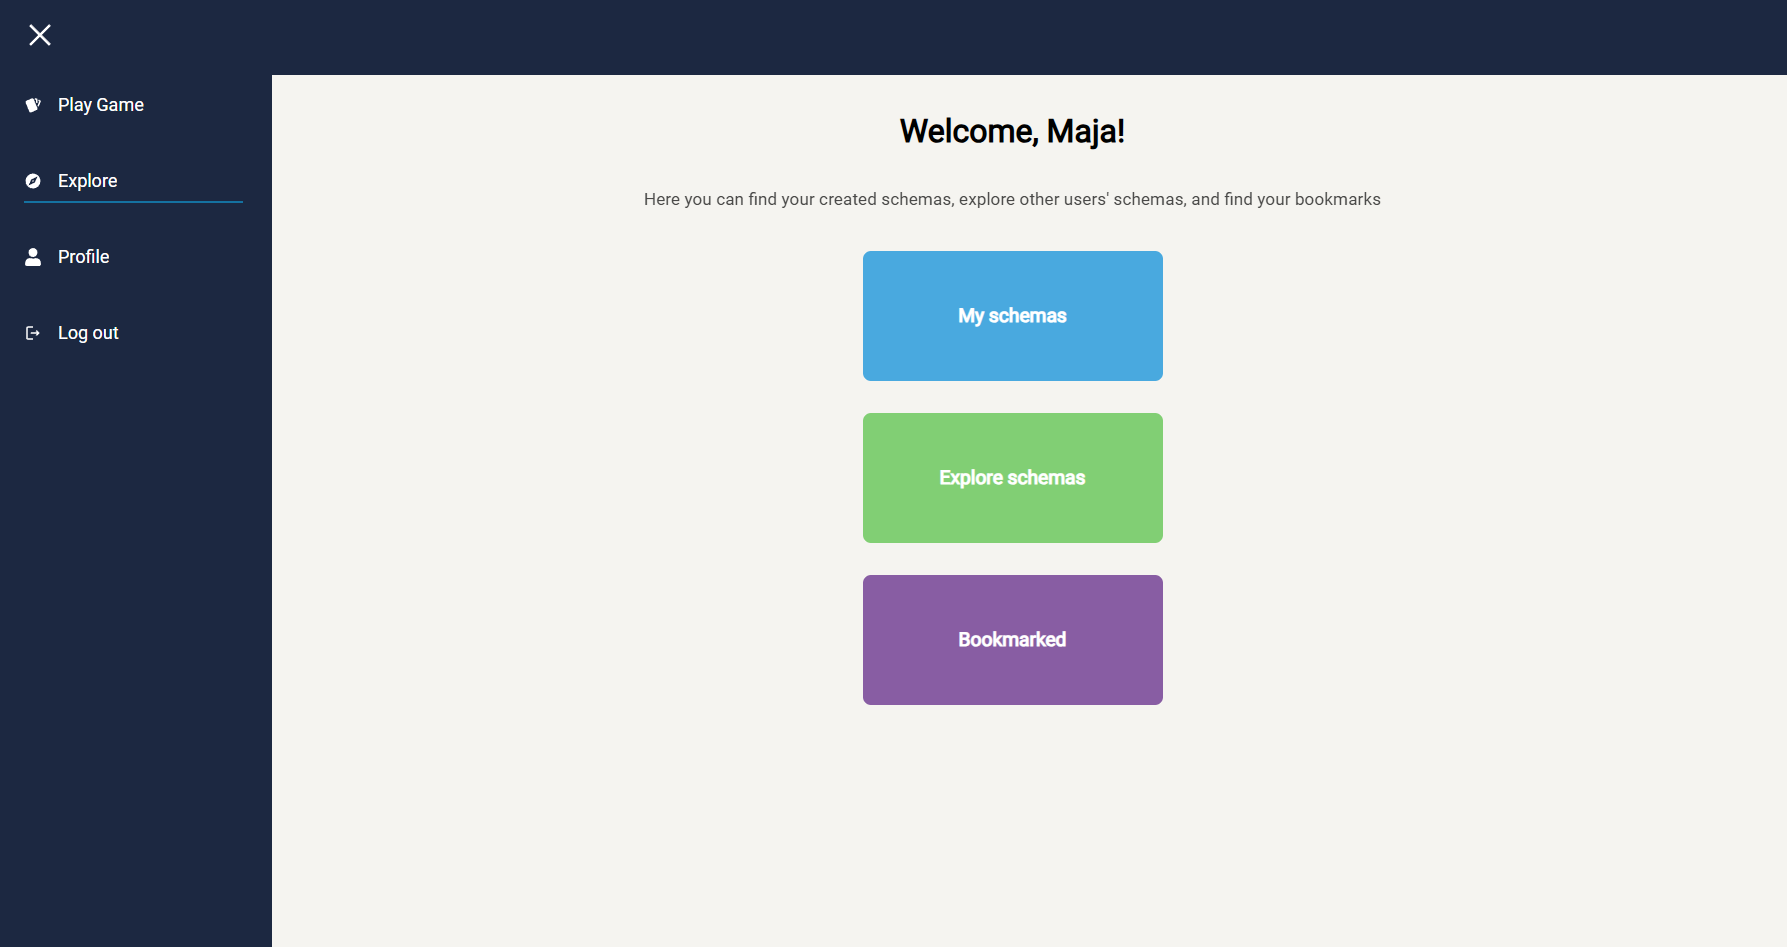 Play Game
Explore
Profile
Log out
Welcome, Maja!
Here you can find your created schemas, explore other users' schemas, and find your bookmarks
My schemas
Explore schemas
Bookmarked